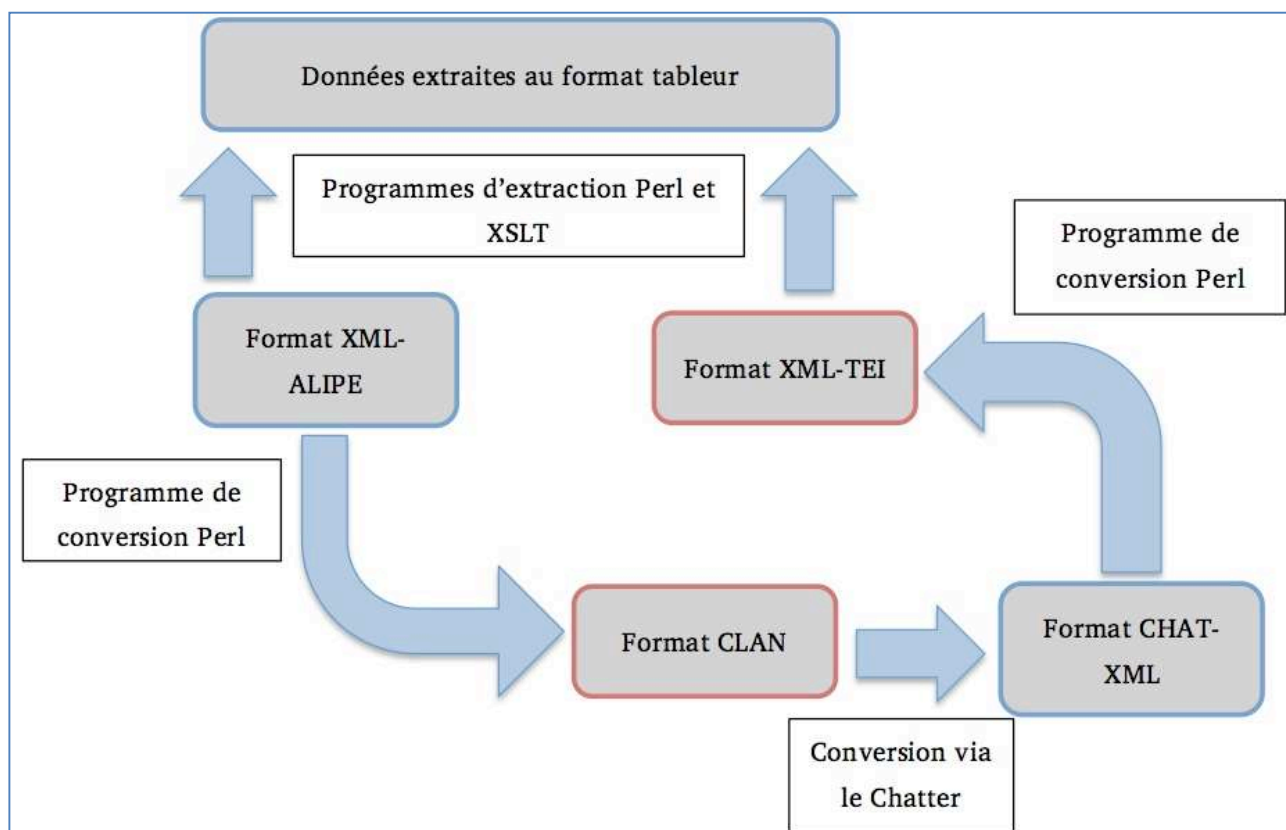 Données extraites au format tableur
Programmes d'extraction Perl et
XSLT
Programme de
conversion Perl
Format XML-
ALIPE
Format XML-TEI
Programme de
conversion Perl
Format CLAN
Format CHAT-
XML
Conversion via
le Chatter